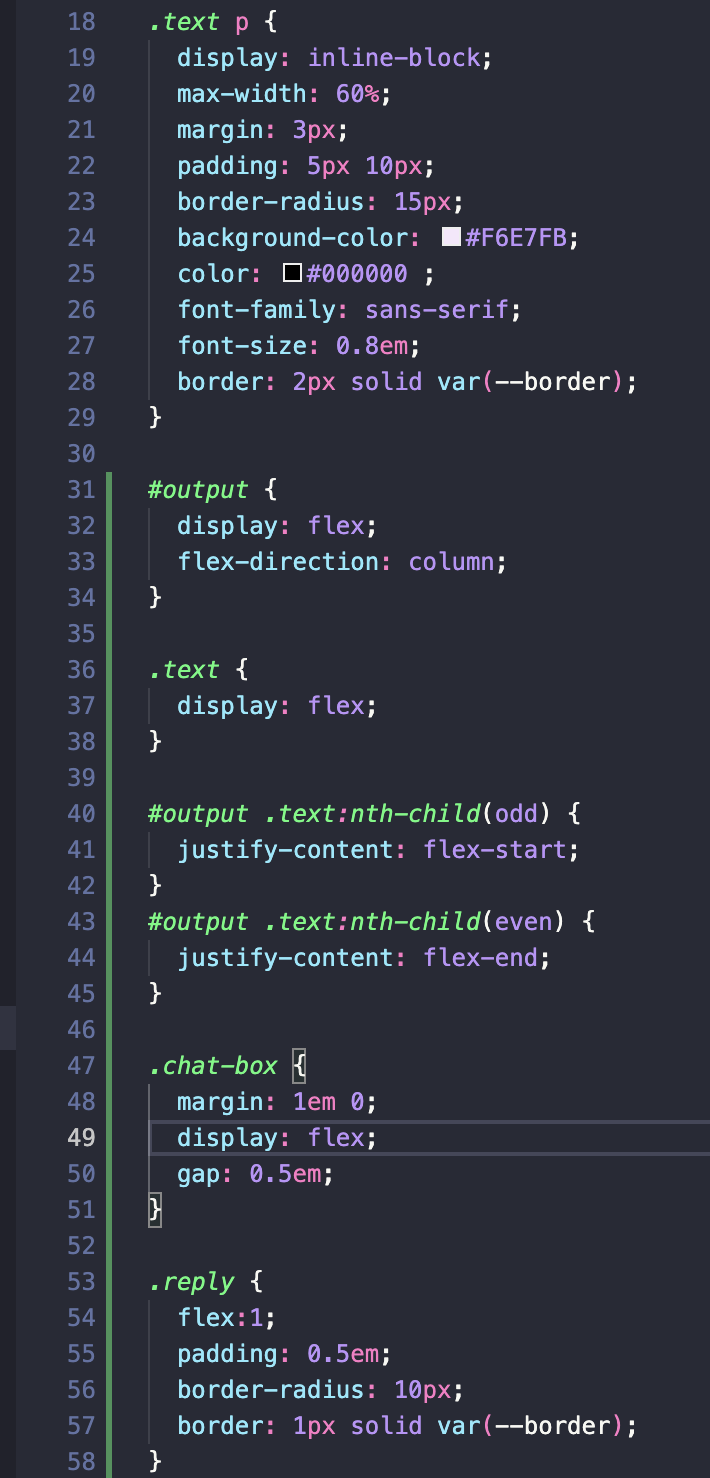 18 .text p {
19 display: inline-block;
20 max-width: 60%;
21 margin: 3px;
22 padding: 5px 10px;
23 border-radius: 15px;
24 background-color: #F6E7FB;
25 color: #000000 ;
26 font-family: sans-serif;
27 font-size: 0.8em;
28 border: 2px solid var(--border);
29 }
30
31 #output {
32 display: flex;
33 flex-direction: column;
34 }
35
36 .text {
37 display: flex;
38 }
39
40 #output .text:nth-child(odd) {
41 justify-content: flex-start;
42 }
43 #output .text:nth-child(even) {
44 justify-content: flex-end;
45 }
46
47 .chat-box {
48 margin: 1em 0;
49 display: flex;
50 gap: 0.5em;
51 }
52
53 .reply {
54 flex:1;
55 padding: 0.5em;
56 border-radius: 10px;
57 border: 1px solid var(--border);
58 }